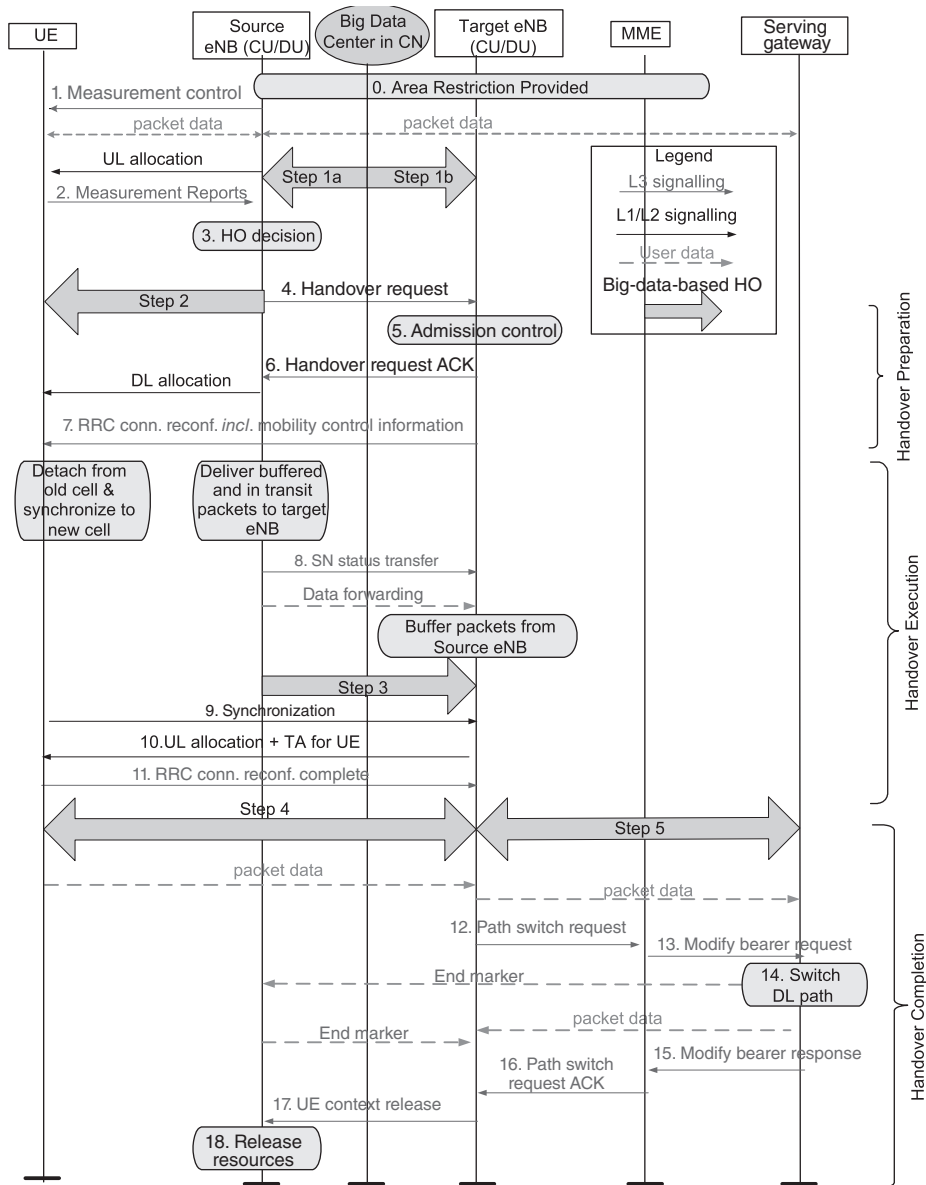 UE
Source
eNB (CU/DU)
Big Data
Center in CN
Target eNB
(CU/DU)
MME
Serving
gateway
0. Area Restriction Provided
1. Measurement control
packet data
packet data
UL allocation
Step 1a
Step 1b
2. Measurement Reports
Legend
L3 signalling
L1/L2 signalling
User data
Big-data-based HO
3. HO decision
Step 2
4. Handover request
5. Admission control
6. Handover request ACK
DL allocation
7. RRC conn. reconf. incl. mobility control information
Handover Preparation
Detach from
old cell &
synchronize to
new cell
Deliver buffered
and in transit
packets to target
eNB
8. SN status transfer
Data forwarding
Buffer packets from
Source eNB
Step 3
9. Synchronization
10.UL allocation + TA for UE
11. RRC conn. reconf. complete
Handover Execution
Step 4
Step 5
packet data
packet data
12. Path switch request
13. Modify bearer request
End marker
14. Switch
DL path
packet data
End marker
15. Modify bearer response
16. Path switch
request ACK
17. UE context release
18. Release
resources
Handover Completion